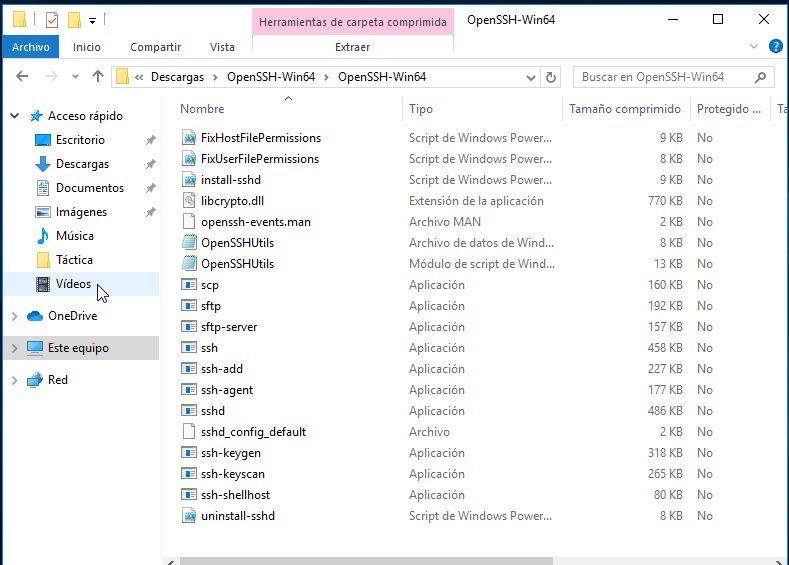 Herramientas de carpeta comprimida OpenSSH-Win64
Archivo Inicio Compartir Vista Extraer
« Descargas > OpenSSH-Win64 > OpenSSH-Win64 Buscar en OpenSSH-Win64
Nombre Tipo Tamaño comprimido Protegido ... Ta
Acceso rápido
Escritorio
Descargas
Documentos
Imágenes
Música
Táctica
Vídeos
OneDrive
Este equipo
Red
FixHostFilePermissions Script de Windows Power... 9 KB No
FixUserFilePermissions Script de Windows Power... 8 KB No
install-sshd Script de Windows Power... 9 KB No
libcrypto.dll Extensión de la aplicación 770 KB No
openssh-events.man Archivo MAN 2 KB No
OpenSSHUtils Archivo de datos de Wind... 8 KB No
OpenSSHUtils Módulo de script de Wind... 13 KB No
scp Aplicación 160 KB No
sftp Aplicación 192 KB No
sftp-server Aplicación 157 KB No
ssh Aplicación 458 KB No
ssh-add Aplicación 227 KB No
ssh-agent Aplicación 177 KB No
sshd Aplicación 486 KB No
sshd_config_default Archivo 2 KB No
ssh-keygen Aplicación 318 KB No
ssh-keyscan Aplicación 265 KB No
ssh-shellhost Aplicación 80 KB No
uninstall-sshd Script de Windows Power... 8 KB No